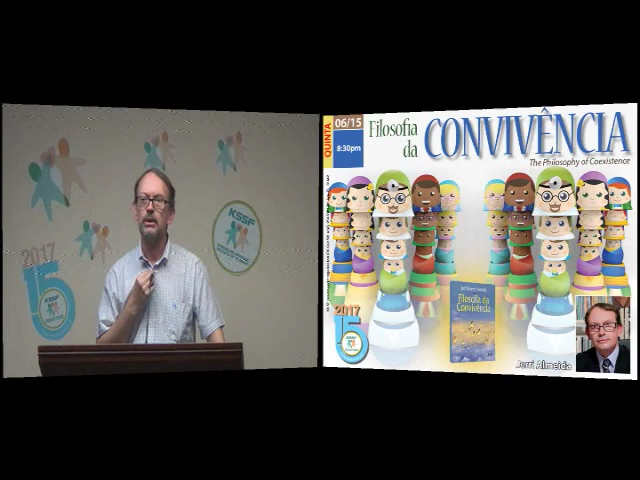 2017
KSSF
15
KSSF
QUINTA
06/15
8:30pm
Filosofia
da
CONVIVÊNCIA
The Philosophy of Coexistence
Filosofia da
Convivência
2017
15
Jerri Almeida